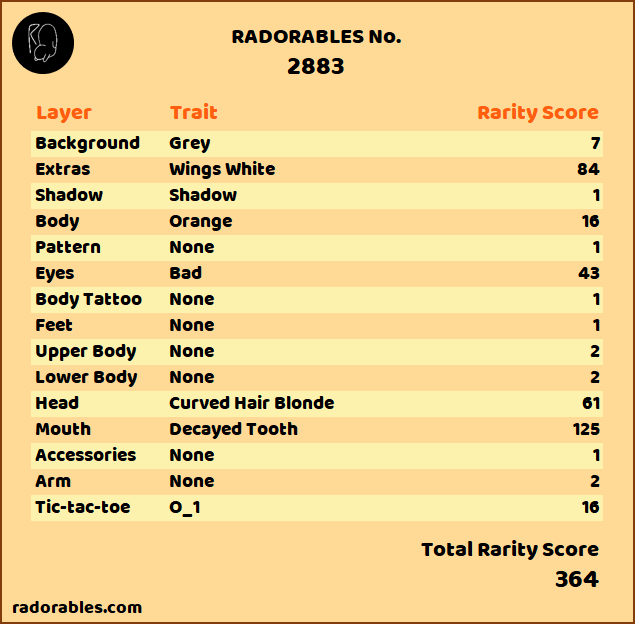 RADORABLES No.
2883
Layer Trait Rarity Score
Background Grey 7
Extras Wings White 84
Shadow Shadow 1
Body Orange 16
Pattern None 1
Eyes Bad 43
Body Tattoo None 1
Feet None 1
Upper Body None 2
Lower Body None 2
Head Curved Hair Blonde 61
Mouth Decayed Tooth 125
Accessories None 1
Arm None 2
Tic-tac-toe O_1 16
Total Rarity Score
364
radorables.com